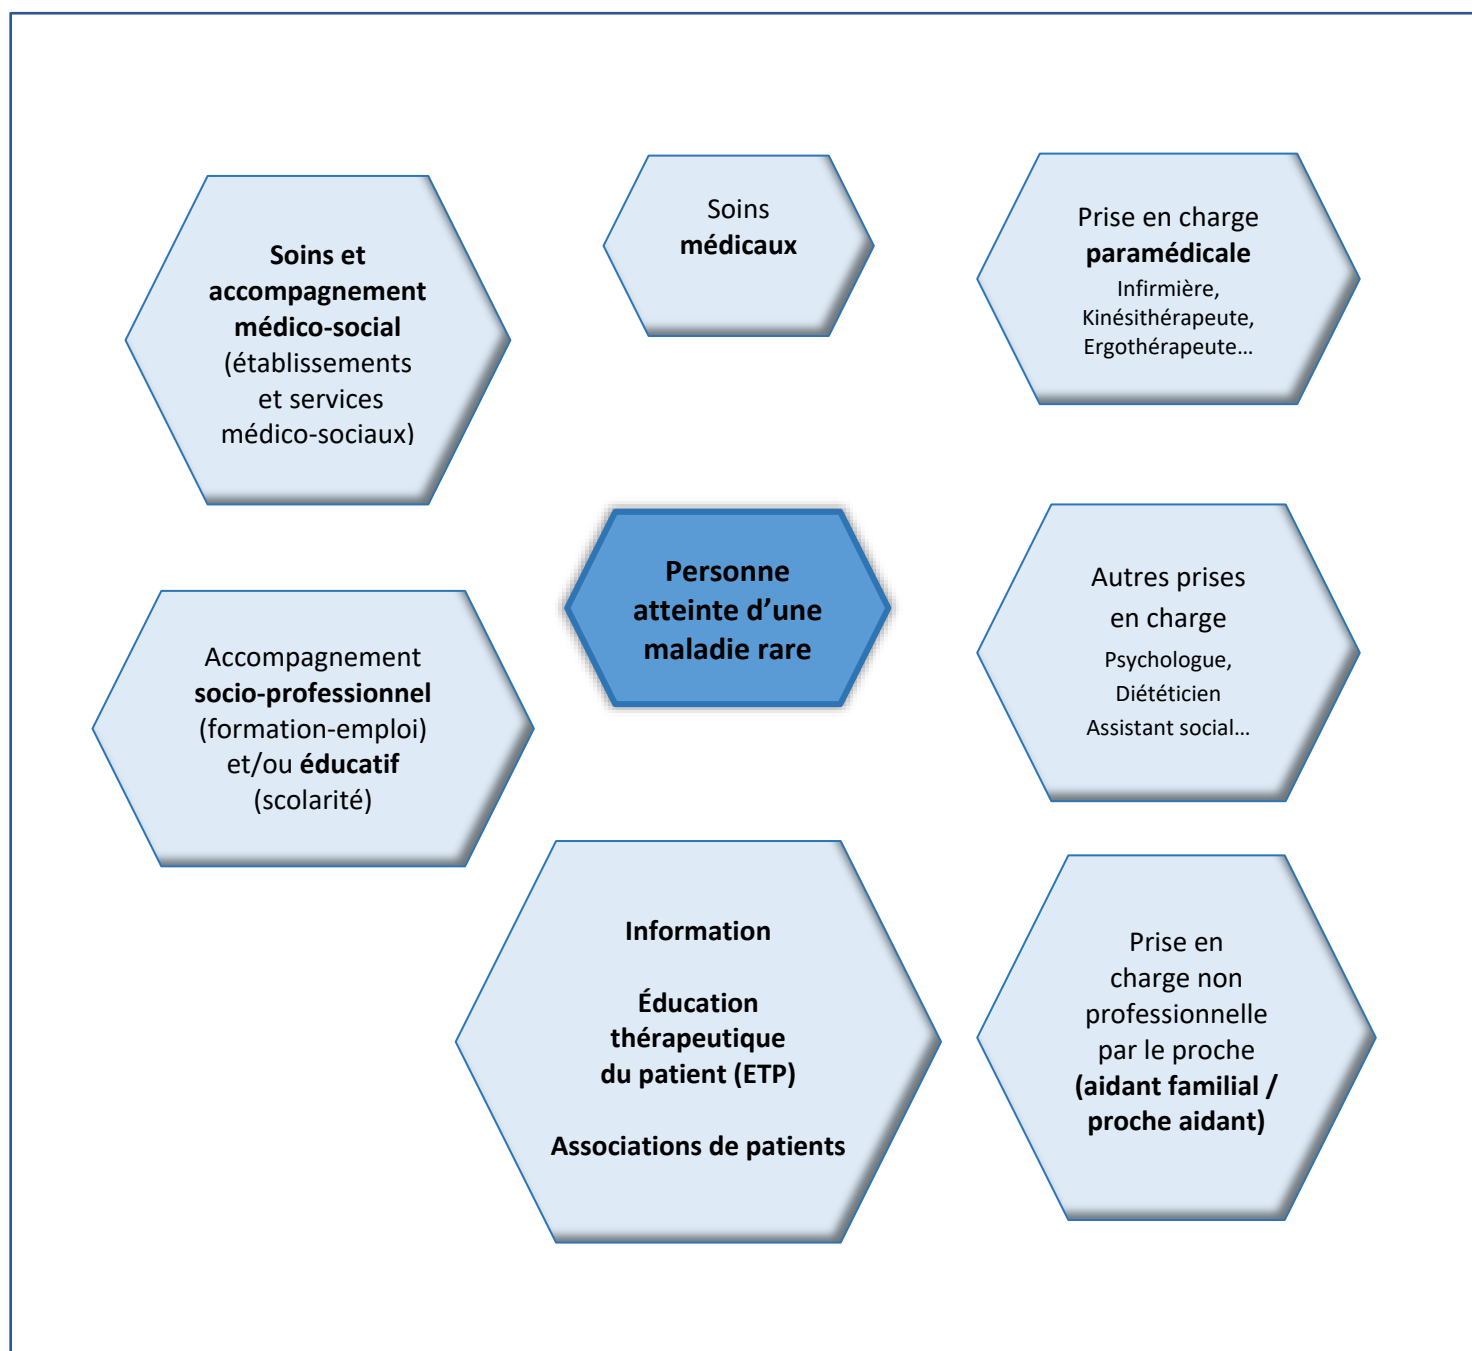 Soins et
accompagnement
médico-social
(établissements
et services
médico-sociaux)
Soins
médicaux
Prise en charge
paramédicale
Infirmière,
Kinésithérapeute,
Ergothérapeute…
Personne
atteinte d’une
maladie rare
Autres prises
en charge
Psychologue,
Diététicien
Assistant social…
Accompagnement
socio-professionnel
(formation-emploi)
et/ou éducatif
(scolarité)
Information
Éducation
thérapeutique
du patient (ETP)
Associations de patients
Prise en
charge non
professionnelle
par le proche
(aidant familial /
proche aidant)